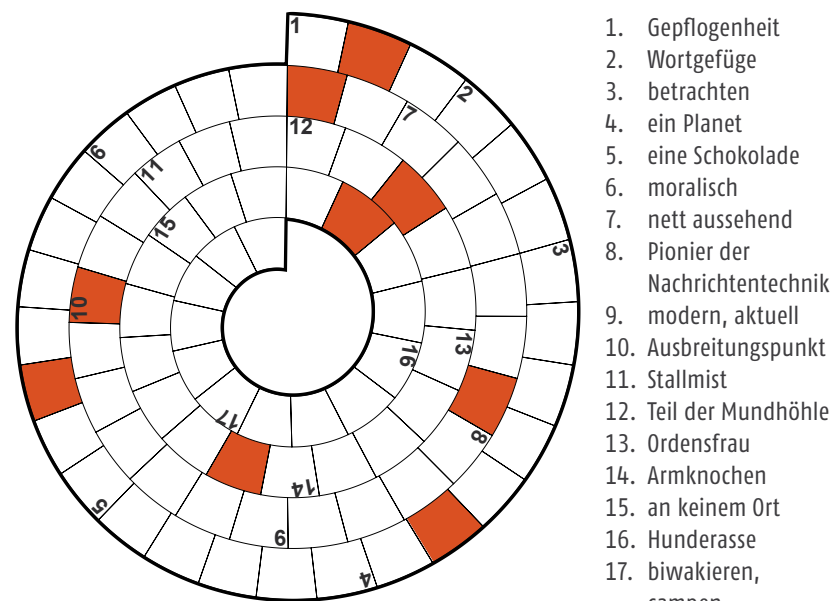 1
2
7
12
6
11
15
3
10
16
13
8
17
14
9
5
4
1. Gepflogenheit
2. Wortgefüge
3. betrachten
4. ein Planet
5. eine Schokolade
6. moralisch
7. nett aussehend
8. Pionier der
Nachrichtentechnik
9. modern, aktuell
10. Ausbreitungspunkt
11. Stallmist
12. Teil der Mundhöhle
13. Ordensfrau
14. Armknochen
15. an keinem Ort
16. Hunderasse
17. biwakieren,